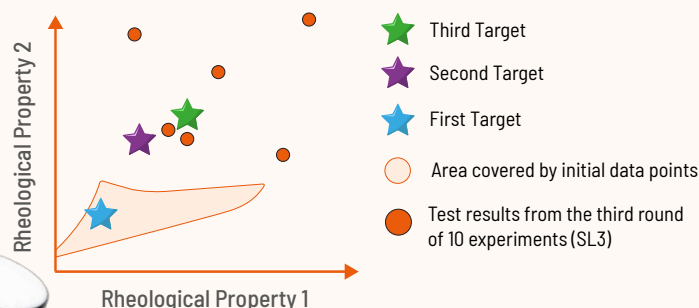 Rheological Property 2
Third Target
Second Target
First Target
Area covered by initial data points
Test results from the third round
of 10 experiments (SL3)
Rheological Property 1